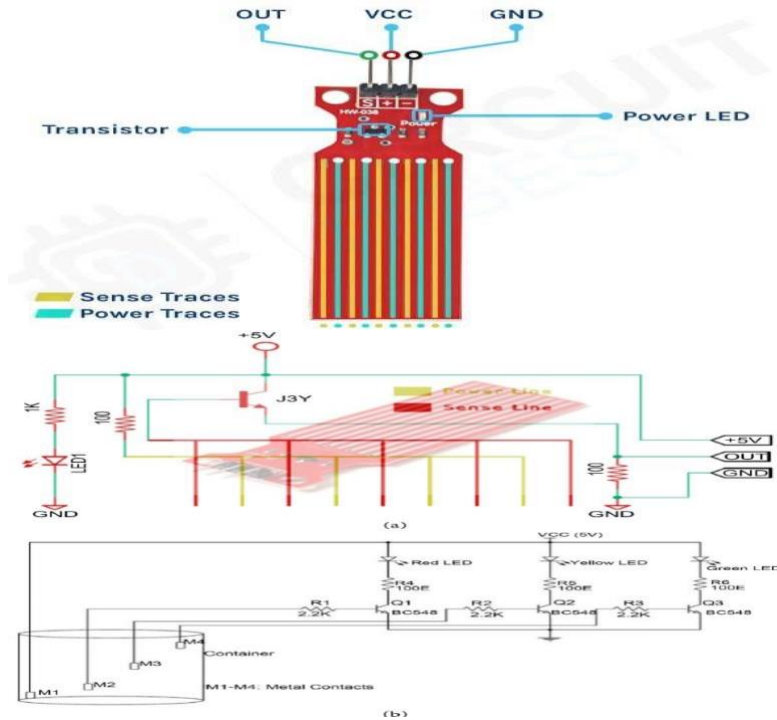 OUT VCC GND
S + -
HW-038
Power
Transistor
Power LED
CIRCUIT
Sense Traces
Power Traces
+5V
J3Y
Power Line
Sense Line
1K
100
LED1
100
+5V
OUT
GND
GND
GND
(a)
VCC (5V)
Red LED
Yellow LED
Green LED
R4
100E
R5
100E
R6
100E
R1
2.2K
Q1
BC548
R2
2.2K
Q2
BC548
R3
2.2K
Q3
BC548
M4
Container
M3
M2
M1
M1-M4: Metal Contacts
(b)